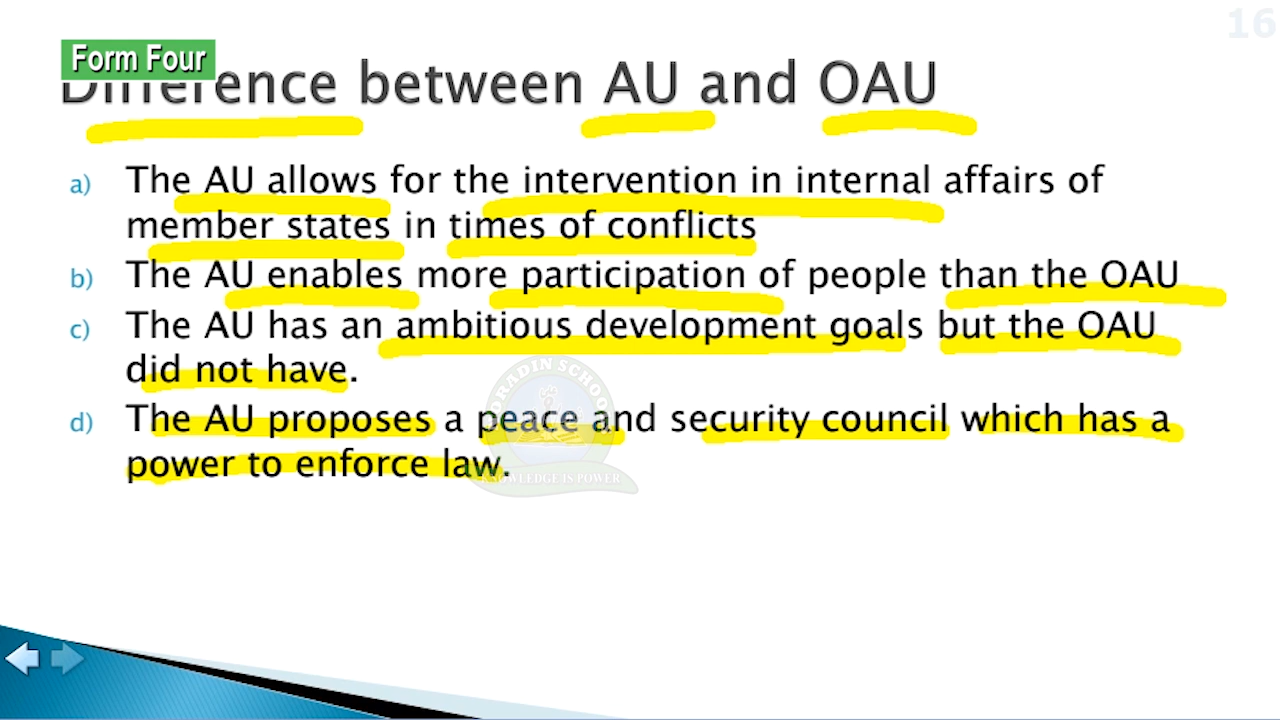 16
Form Four
Difference between AU and OAU
a) The AU allows for the intervention in internal affairs of
member states in times of conflicts
b) The AU enables more participation of people than the OAU
c) The AU has an ambitious development goals but the OAU
did not have.
d) The AU proposes a peace and security council which has a
power to enforce law.
KNOWLEDGE IS POWER